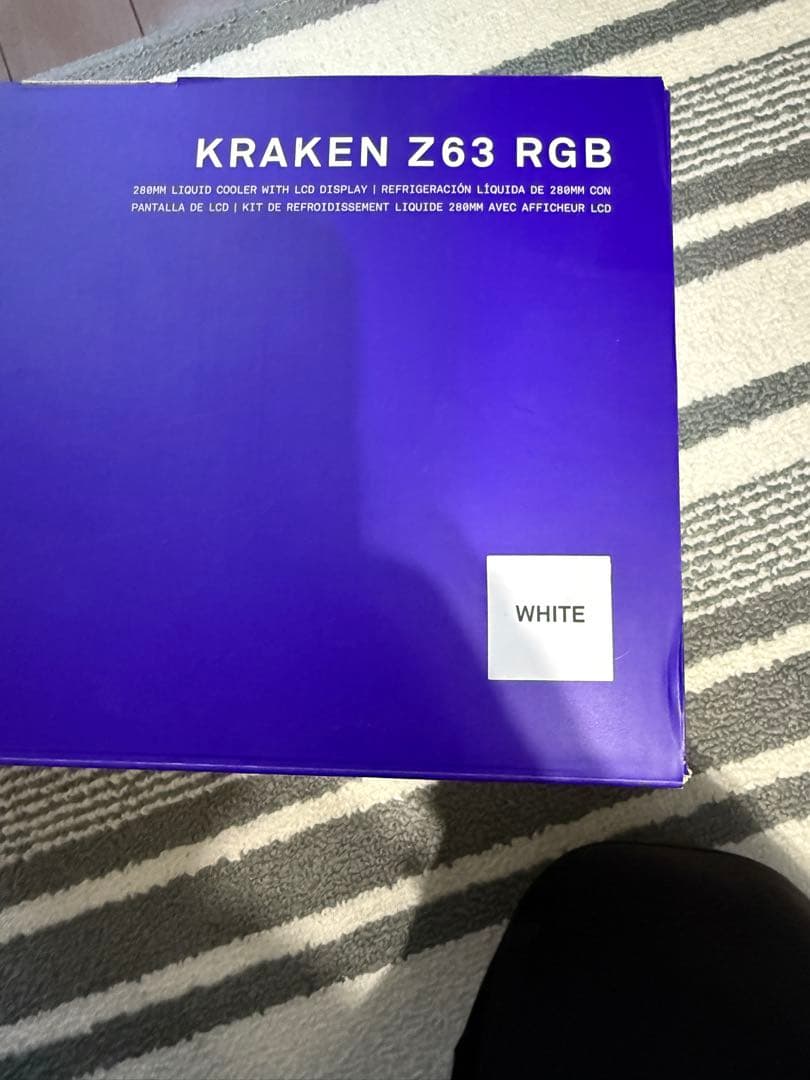 KRAKEN Z63 RGB
280MM LIQUID COOLER WITH LCD DISPLAY | REFRIGERACIÓN LÍQUIDA DE 280MM CON
PANTALLA DE LCD | KIT DE REFROIDISSEMENT LIQUIDE 280MM AVEC AFFICHEUR LCD
WHITE